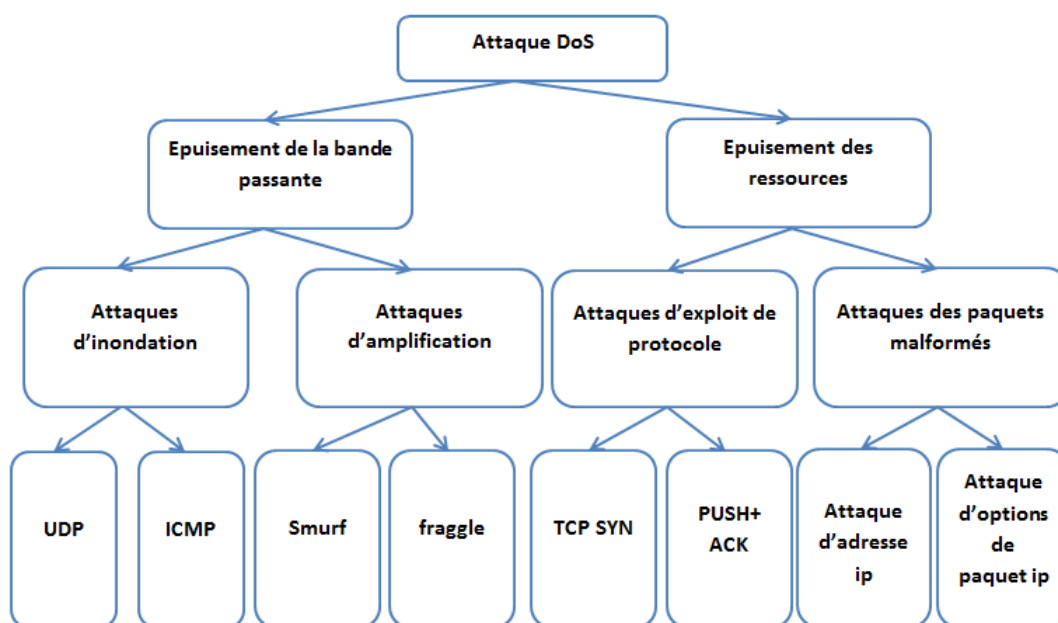 Attaque DoS
Epuisement de la bande
passante
Epuisement des
ressources
Attaques
d’inondation
Attaques
d’amplification
Attaques d’exploit de
protocole
Attaques des paquets
malformés
UDP
ICMP
Smurf
fraggle
TCP SYN
PUSH+
ACK
Attaque
d’adresse
ip
Attaque
d’options
de
paquet ip